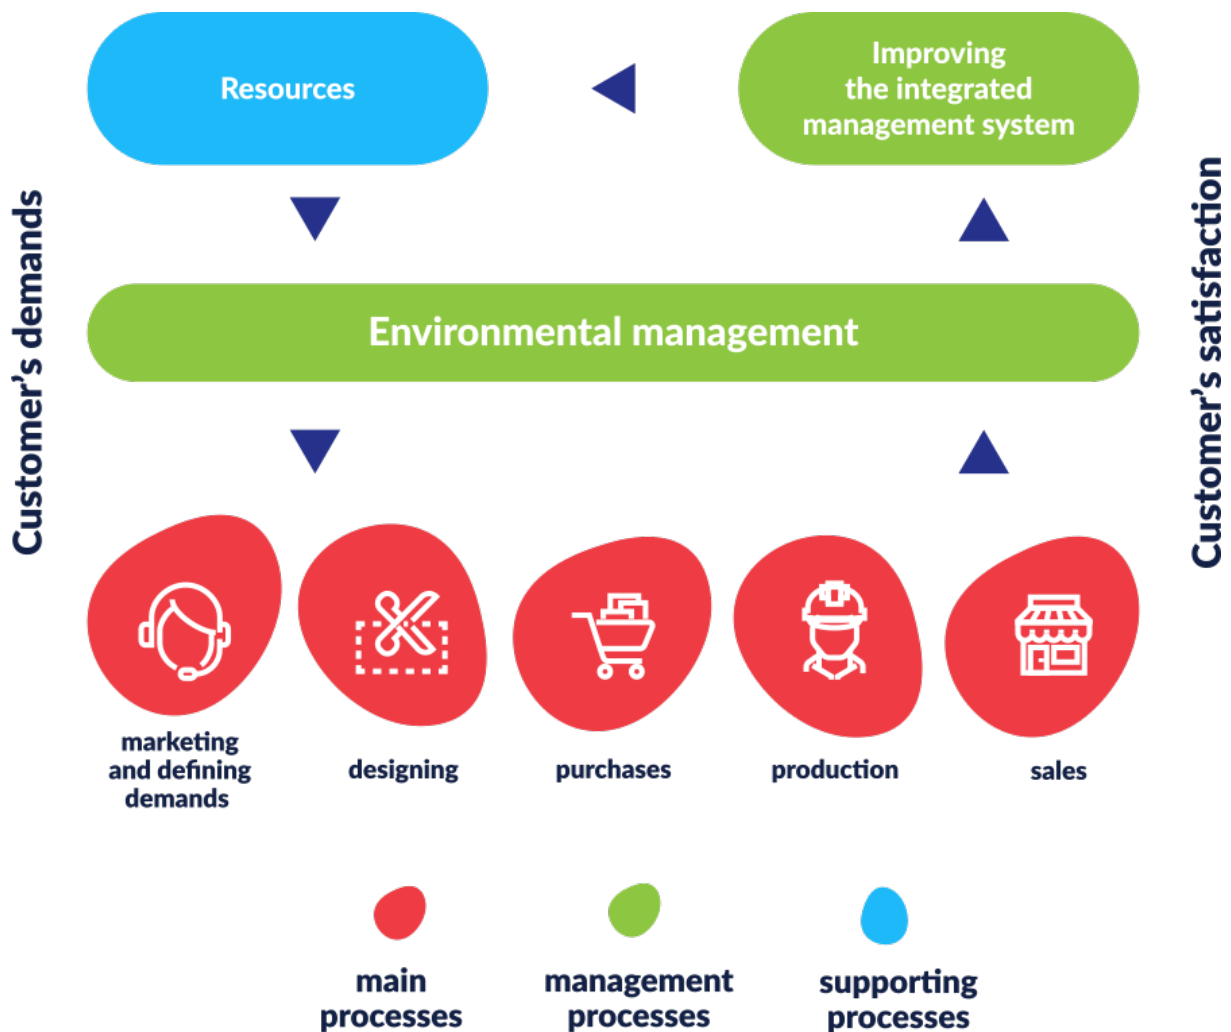 Resources
Improving
the integrated
management system
Customer's demands
Customer's satisfaction
Environmental management
marketing
and defining
demands
designing
purchases
production
sales
main
processes
management
processes
supporting
processes